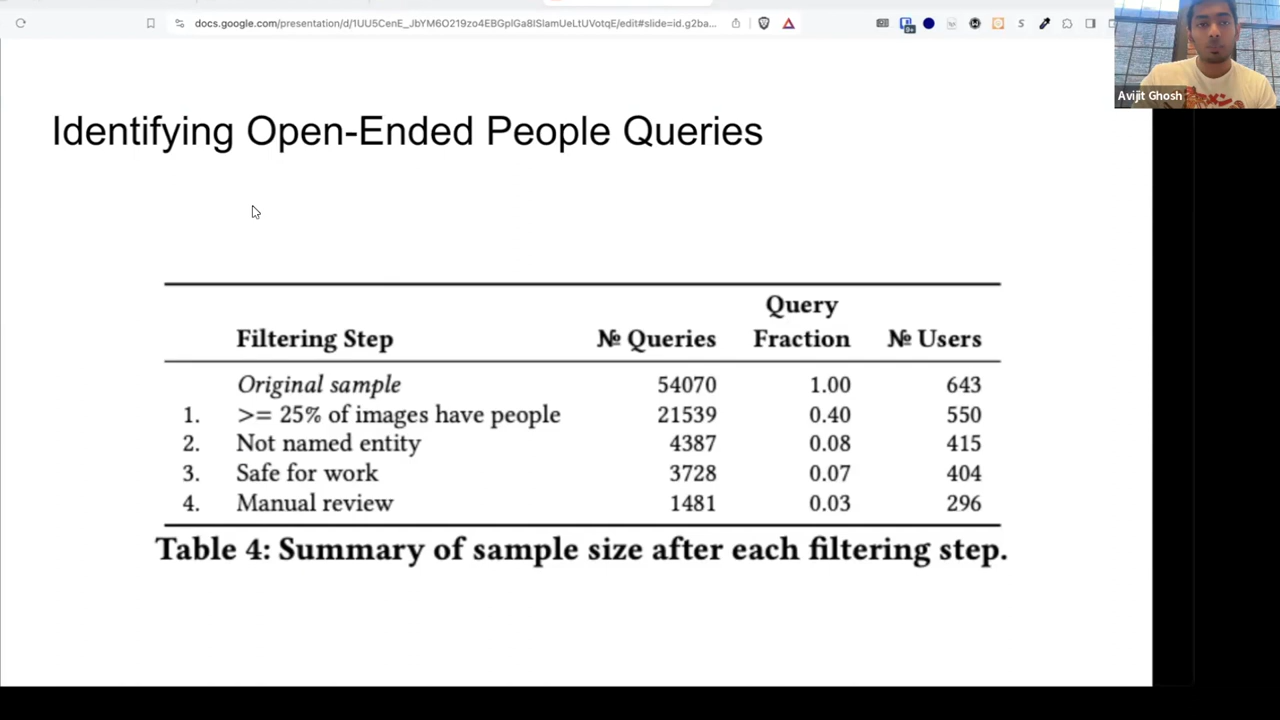 docs.google.com/presentation/d/1UU5CenE_JbYM6O219zo4EBGplGa8ISlamUeLtUVotqE/edit#slide=id.g2ba...
Avijit Ghosh
Identifying Open-Ended People Queries
Query
Filtering Step № Queries Fraction № Users
Original sample 54070 1.00 643
1. >= 25% of images have people 21539 0.40 550
2. Not named entity 4387 0.08 415
3. Safe for work 3728 0.07 404
4. Manual review 1481 0.03 296
Table 4: Summary of sample size after each filtering step.